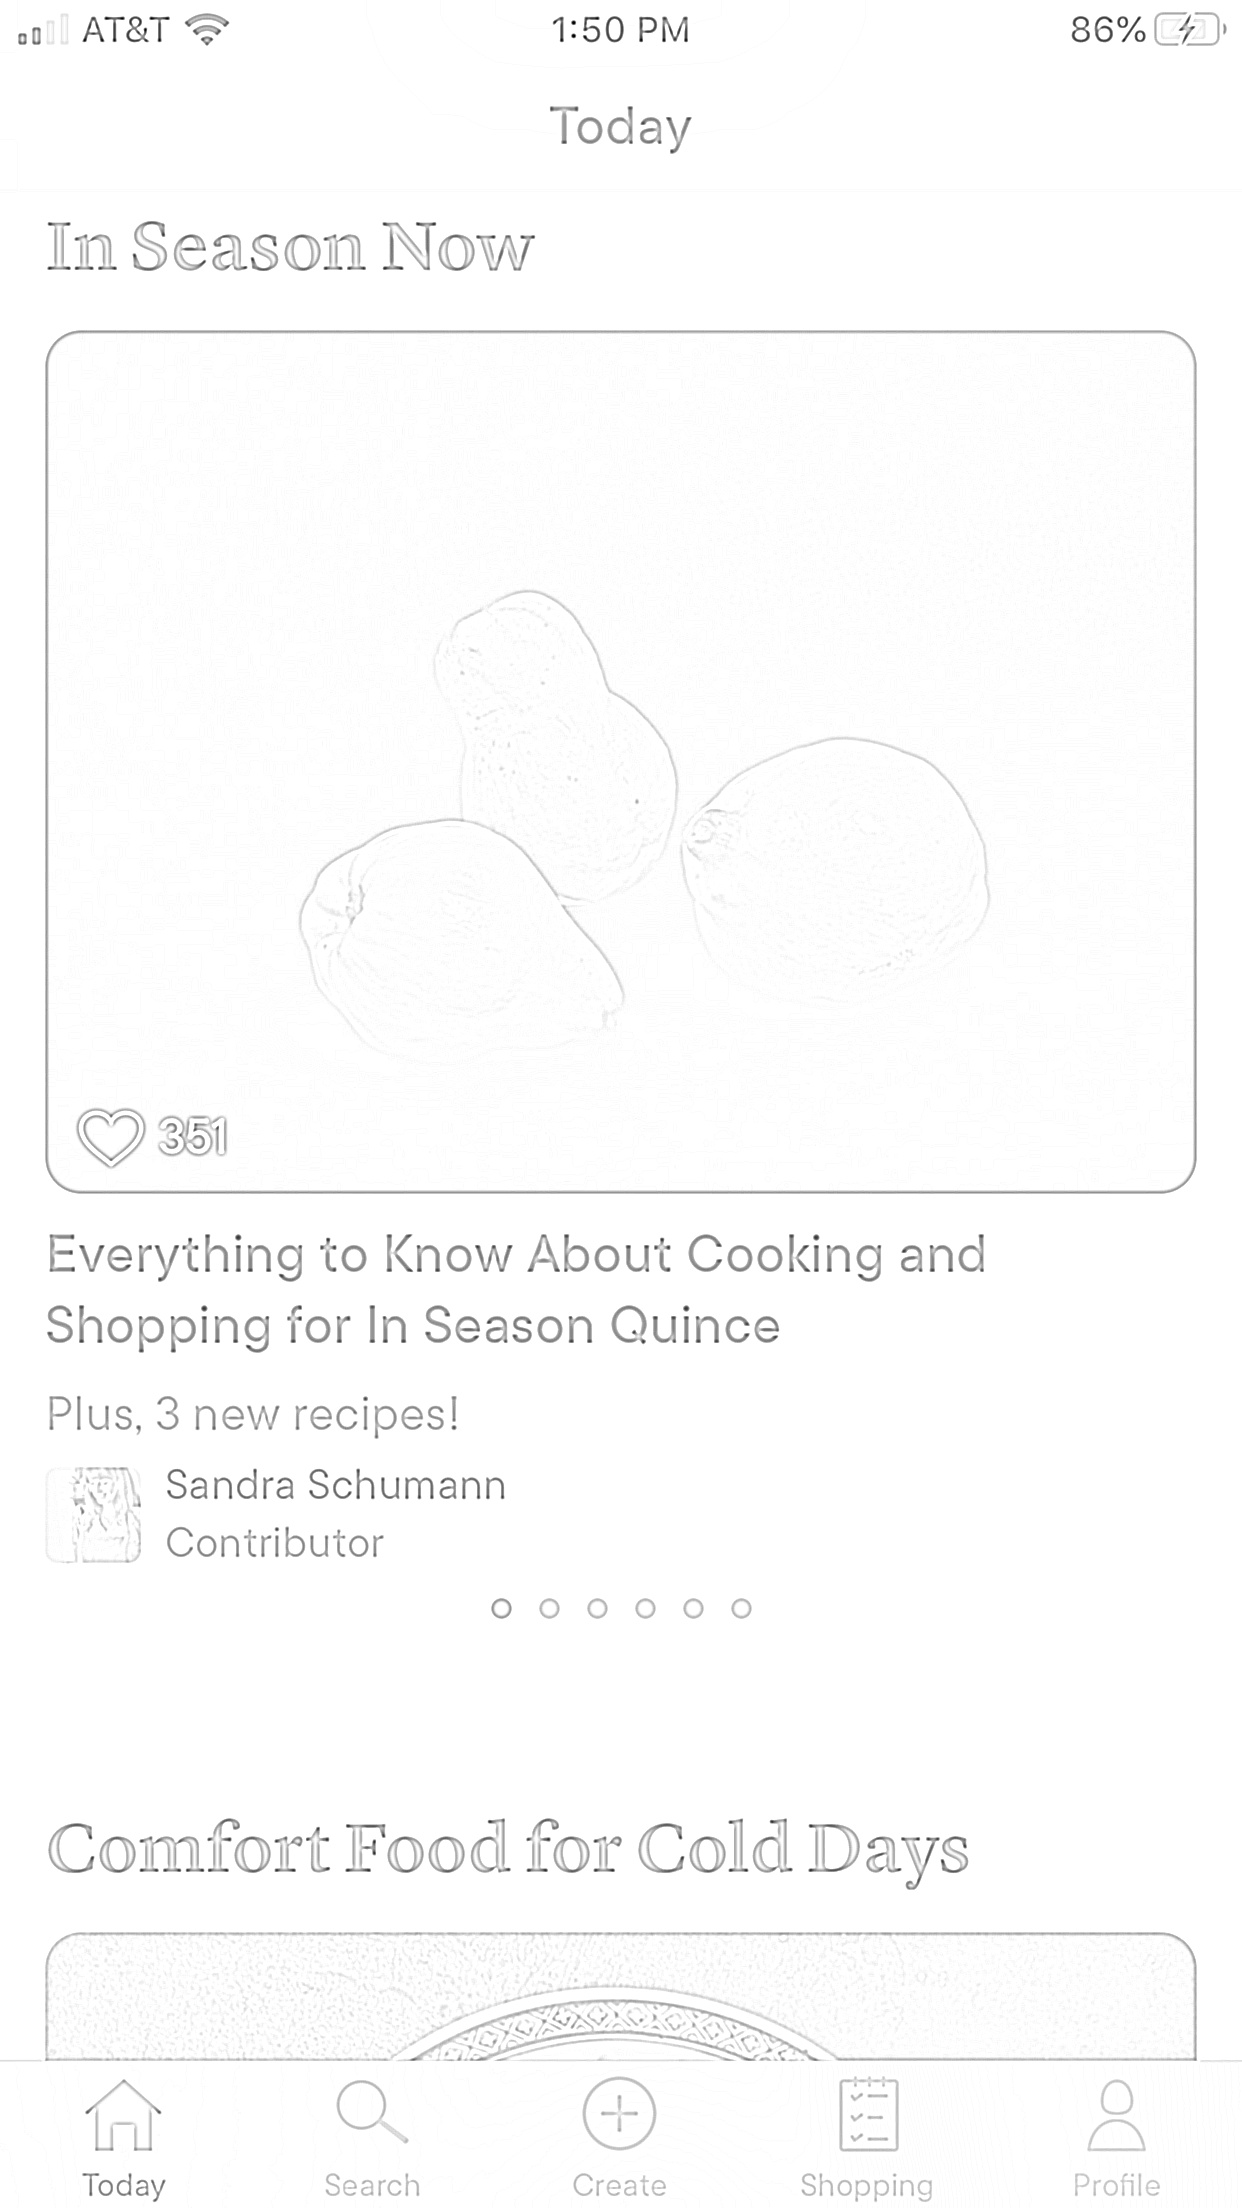 AT&T 1:50 PM 86%
Today
In Season Now
351
Everything to Know About Cooking and
Shopping for In Season Quince
Plus, 3 new recipes!
Sandra Schumann
Contributor
Comfort Food for Cold Days
Today Search Create Shopping Profile